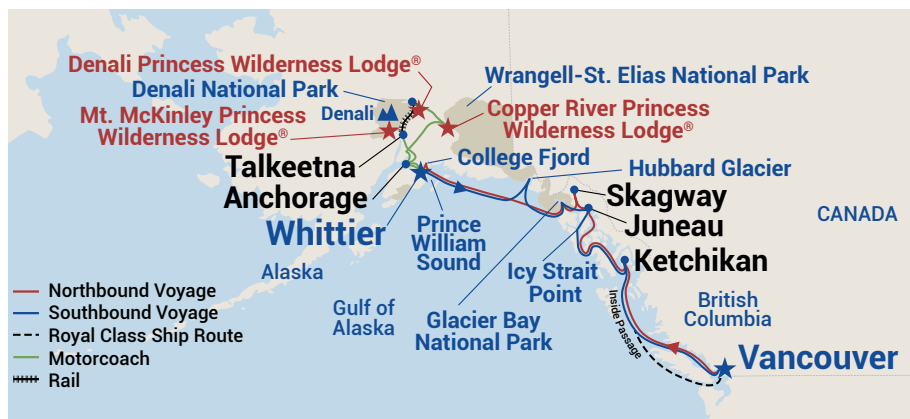 Denali Princess Wilderness Lodge®
Denali National Park
Denali
Mt. McKinley Princess
Wilderness Lodge®
Wrangell-St. Elias National Park
Copper River Princess
Wilderness Lodge®
Talkeetna
Anchorage
College Fjord
Hubbard Glacier
Whittier
Prince
William
Sound
Skagway
Juneau
CANADA
Ketchikan
Alaska
Icy Strait
Point
Gulf of
Alaska
Glacier Bay
National Park
British
Columbia
Inside Passage
Vancouver
Northbound Voyage
Southbound Voyage
Royal Class Ship Route
Motorcoach
Rail